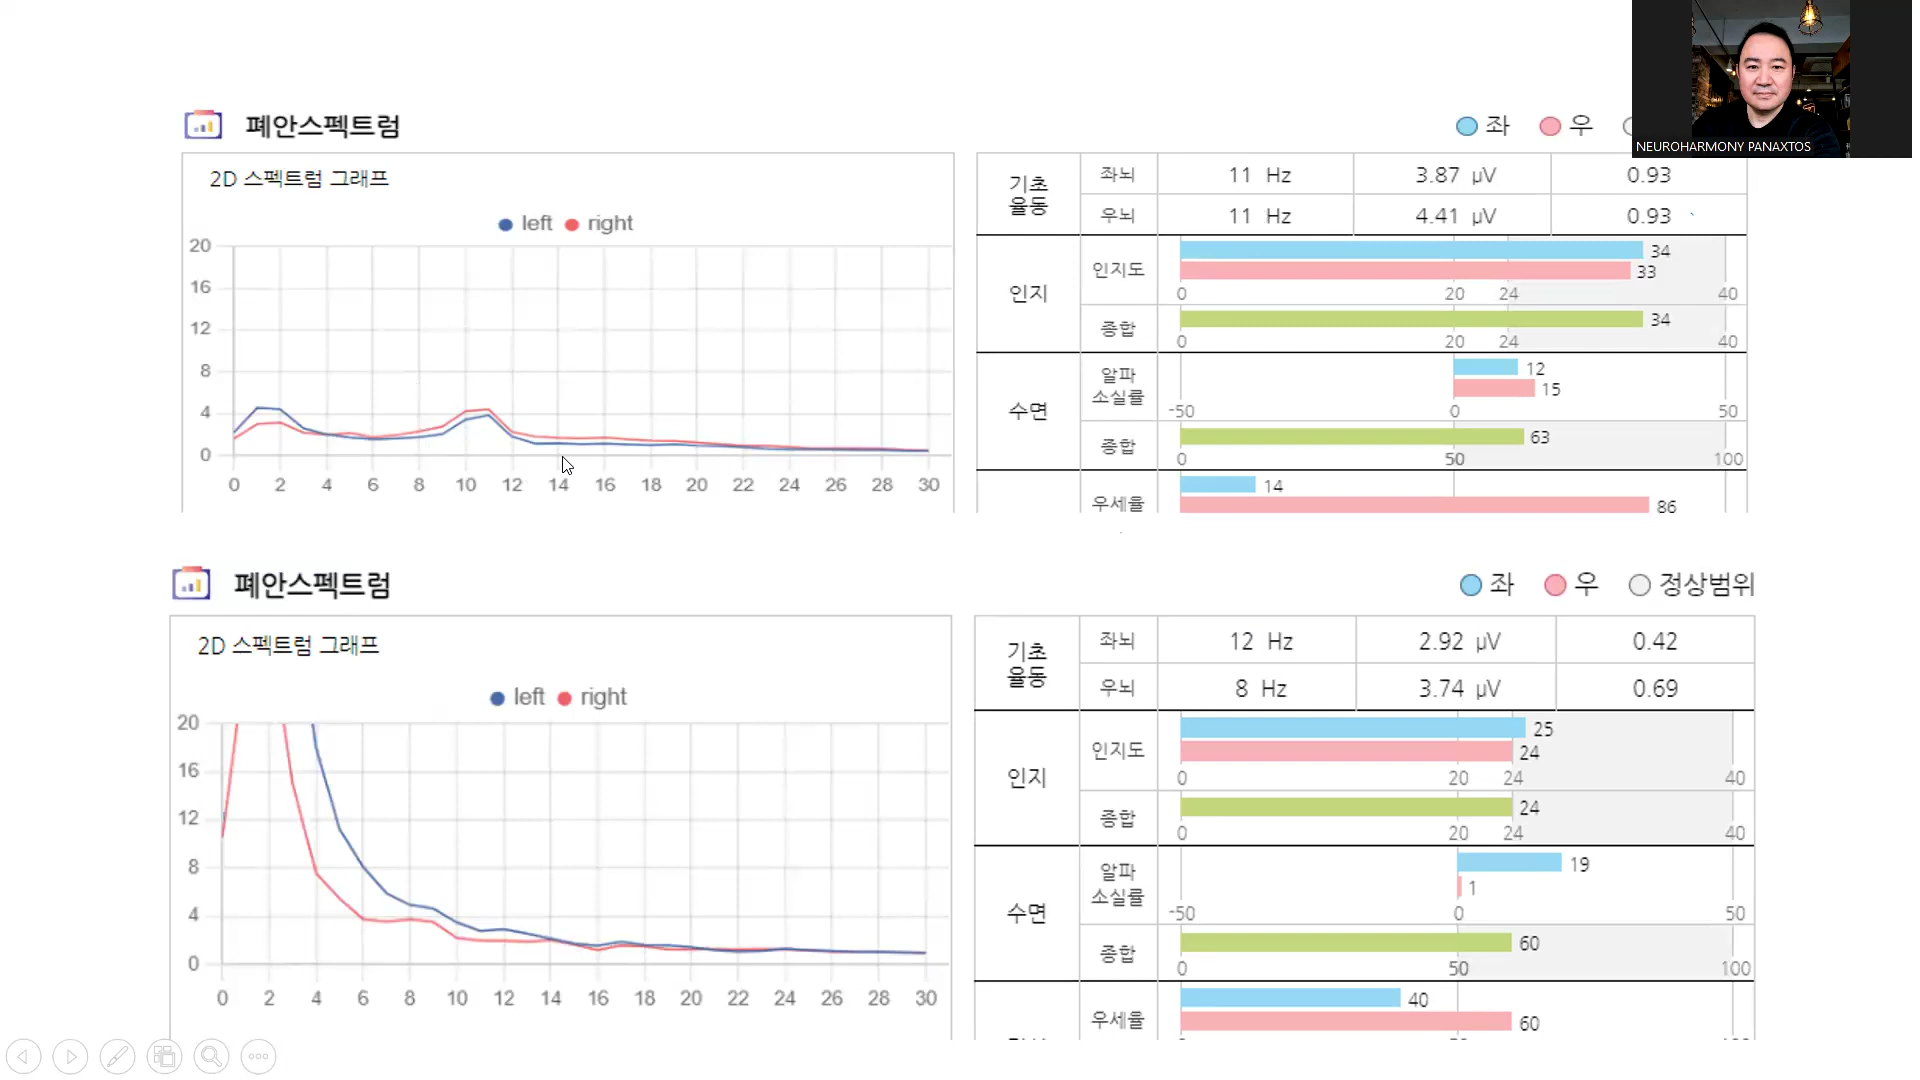 NEUROHARMONY PANAXTOS
폐안스펙트럼
좌 우
2D 스펙트럼 그래프
left right
20
16
12
8
4
0
0 2 4 6 8 10 12 14 16 18 20 22 24 26 28 30
기초
율동
좌뇌 11 Hz 3.87 µV 0.93
우뇌 11 Hz 4.41 µV 0.93
인지
인지도
34
33
0 20 24 40
종합
34
0 20 24 40
수면
알파
소실률
12
15
-50 0 50
종합
63
0 50 100
우세율
14
86
폐안스펙트럼
좌 우 정상범위
2D 스펙트럼 그래프
left right
20
16
12
8
4
0
0 2 4 6 8 10 12 14 16 18 20 22 24 26 28 30
기초
율동
좌뇌 12 Hz 2.92 µV 0.42
우뇌 8 Hz 3.74 µV 0.69
인지
인지도
25
24
0 20 24 40
종합
24
0 20 24 40
수면
알파
소실률
19
1
-50 0 50
종합
60
0 50 100
우세율
40
60